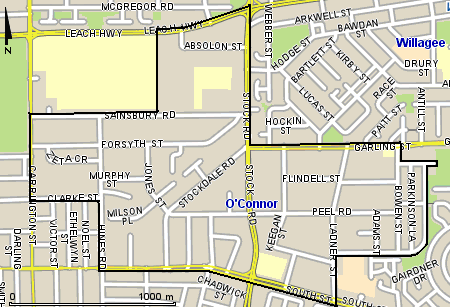 MCGREGOR RD
ARKWELL ST
LEACH HWY
LEACH HWY
WEBBER ST
BAWDAN ST
Willagee
ABSOLON ST
HODGE ST
BARTLETT ST
KIRBY ST
DRURY ST
RACE ST
LUCAS ST
ANTILL ST
N
STOCK RD
SAINSBURY RD
HOCKIN ST
PAITT ST
FORSYTH ST
GARLING ST
ZETA CR
MURPHY ST
JONES ST
STOCKDALE RD
STOCK RD
FLINDELL ST
CARRINGTON ST
CLARKE ST
O'Connor
PARKINSON LA
BOWEN ST
MILSON PL
PEEL RD
ADAMS ST
DARLING ST
VICTOR ST
ETHELWYN ST
NOEL ST
HINES RD
KEEGAN ST
LADNER ST
GAIRDNER DR
CHADWICK ST
SOUTH ST
SOUTH
1000 m